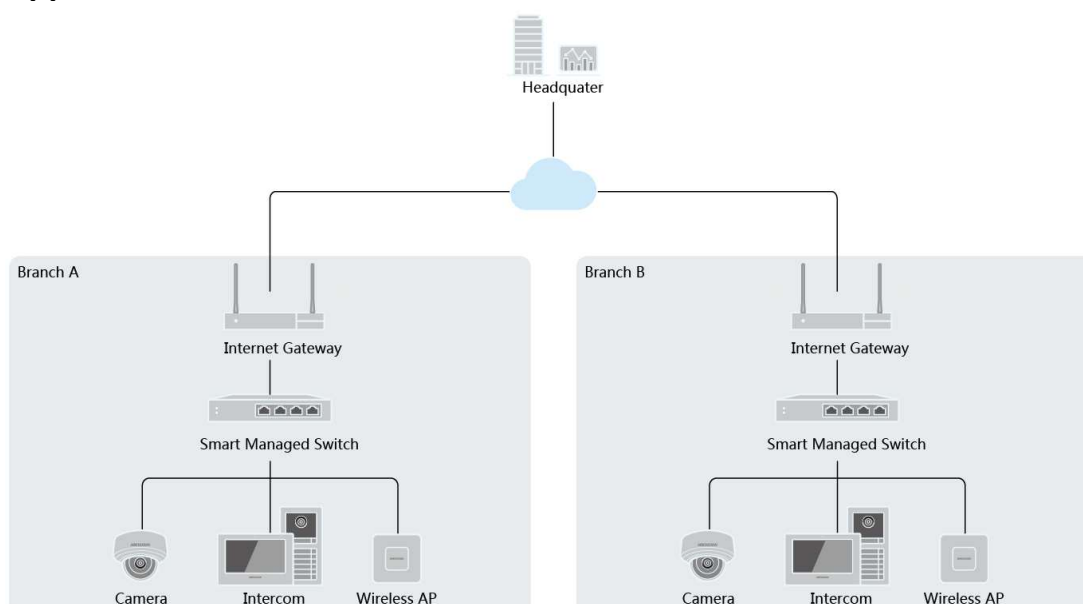 Headquater
Branch A
Branch B
Internet Gateway
Internet Gateway
Smart Managed Switch
Smart Managed Switch
Camera
Intercom
Wireless AP
Camera
Intercom
Wireless AP